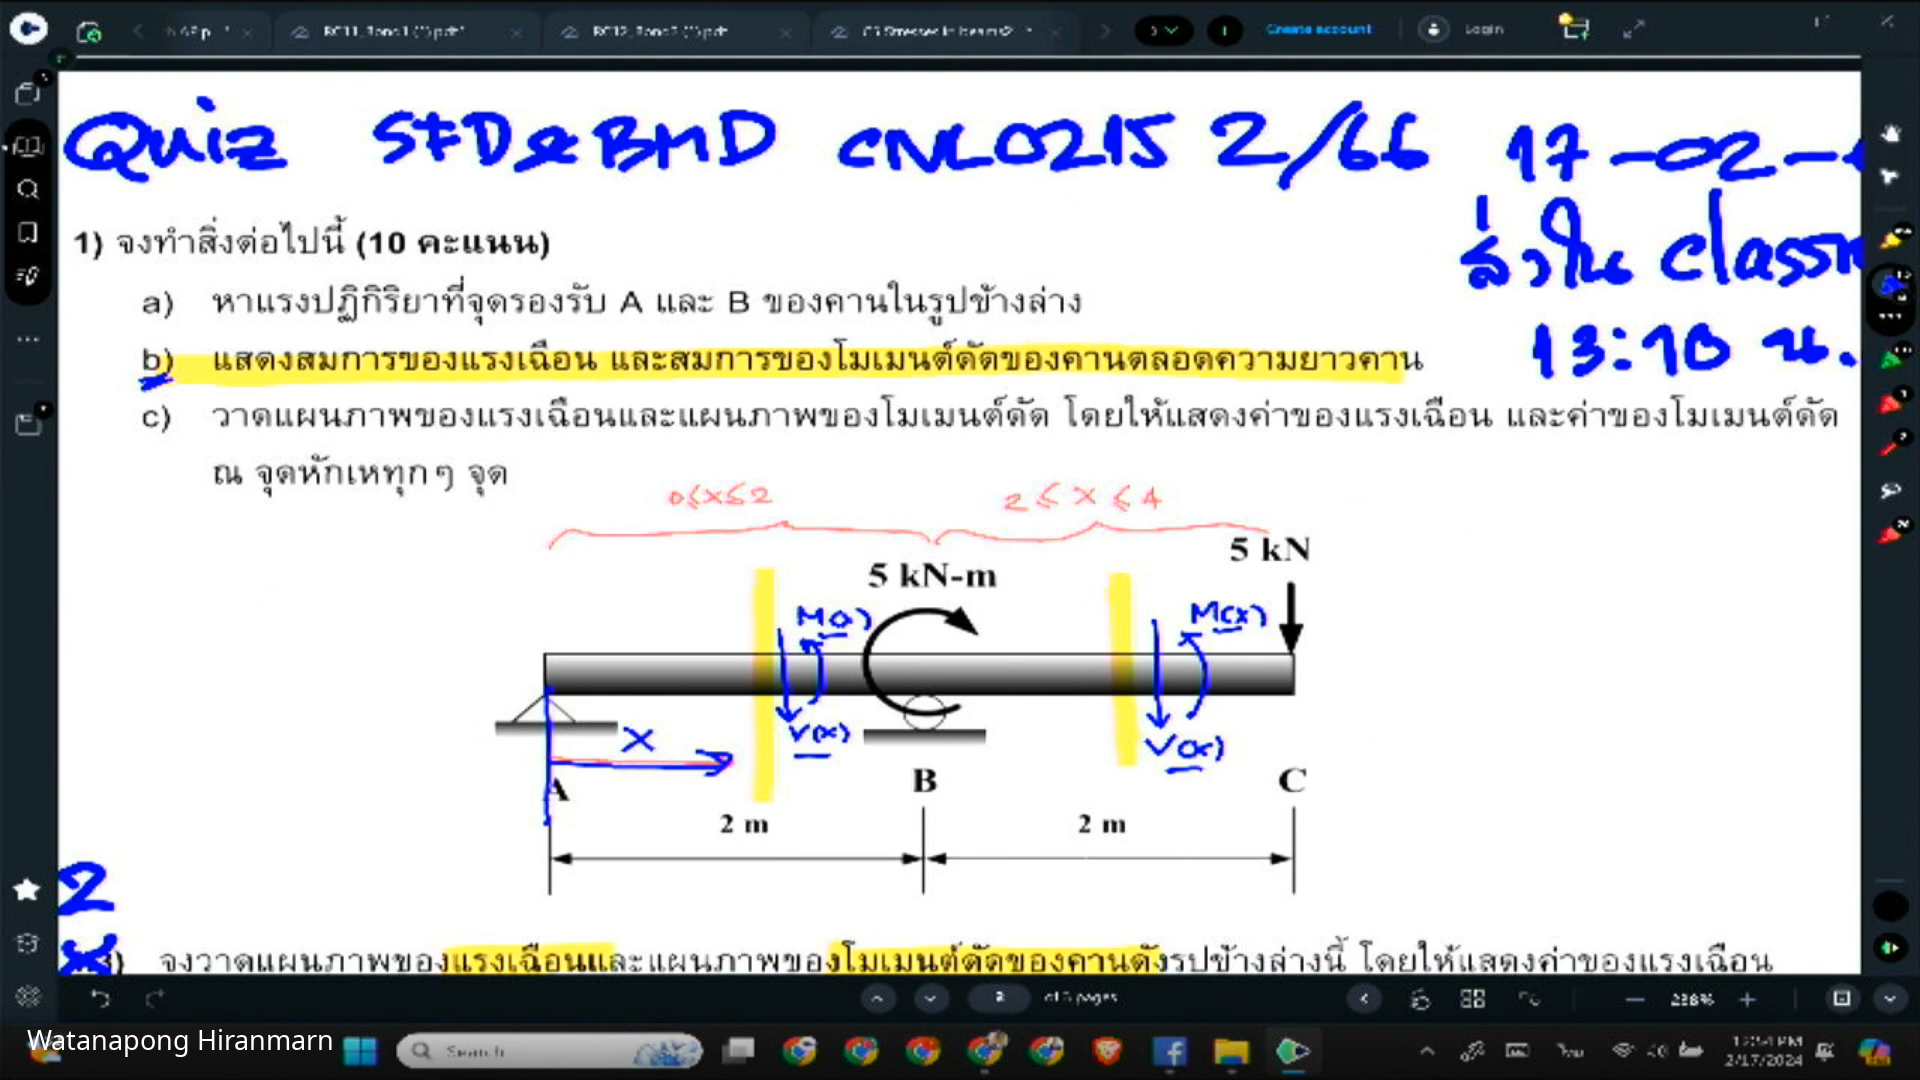 Create account
Login
Quiz SFD & BMD CNL0215 2/66 17-02-
ส่งใน classr
13:10 น.
1) จงทำสิ่งต่อไปนี้ (10 คะแนน)
a) หาแรงปฏิกิริยาที่จุดรองรับ A และ B ของคานในรูปข้างล่าง
b) แสดงสมการของแรงเฉือน และสมการของโมเมนต์ดัดของคานตลอดความยาวคาน
c) วาดแผนภาพของแรงเฉือนและแผนภาพของโมเมนต์ดัด โดยให้แสดงค่าของแรงเฉือน และค่าของโมเมนต์ดัด
ณ จุดหักเหทุกๆ จุด
0≤x≤2 2≤x≤4
5 kN
5 kN-m
M(x) M(x)
V(x) V(x)
X
A B C
2 m 2 m
2
จงวาดแผนภาพของแรงเฉือนและแผนภาพของโมเมนต์ดัดของคานดังรูปข้างล่างนี้ โดยให้แสดงค่าของแรงเฉือน
of 5 pages
238%
Watanapong Hiranmarn
Search
12:54 PM
2/17/2024